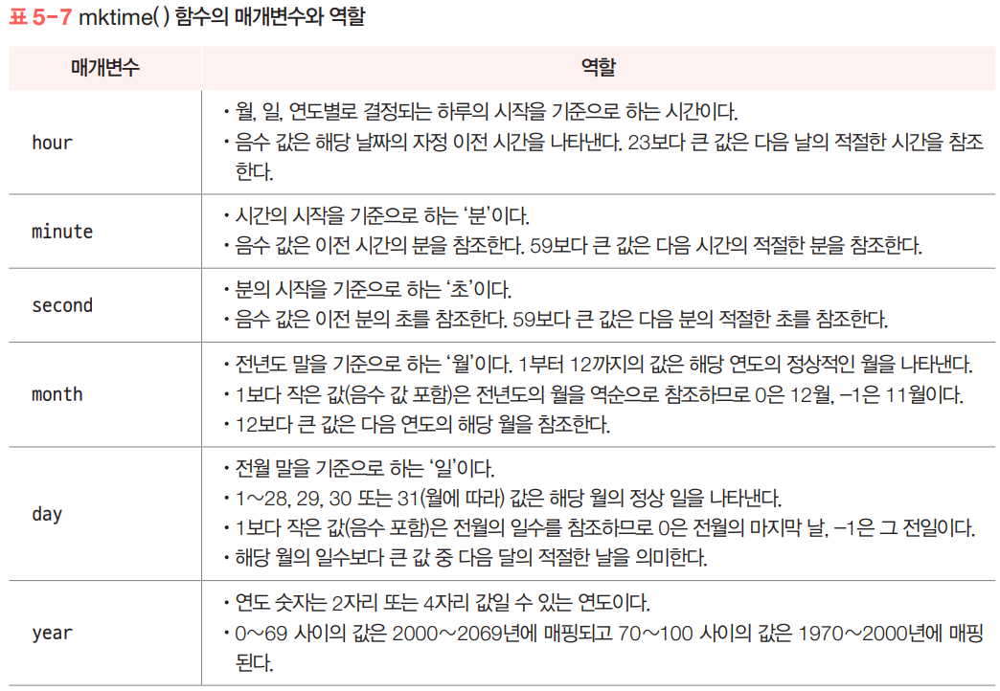 표 5-7 mktime( ) 함수의 매개변수와 역할
매개변수
역할
hour
• 월, 일, 연도별로 결정되는 하루의 시작을 기준으로 하는 시간이다.
• 음수 값은 해당 날짜의 자정 이전 시간을 나타낸다. 23보다 큰 값은 다음 날의 적절한 시간을 참조
한다.
minute
• 시간의 시작을 기준으로 하는 ‘분’이다.
• 음수 값은 이전 시간의 분을 참조한다. 59보다 큰 값은 다음 시간의 적절한 분을 참조한다.
second
• 분의 시작을 기준으로 하는 ‘초’이다.
• 음수 값은 이전 분의 초를 참조한다. 59보다 큰 값은 다음 분의 적절한 초를 참조한다.
month
• 전년도 말을 기준으로 하는 ‘월’이다. 1부터 12까지의 값은 해당 연도의 정상적인 월을 나타낸다.
• 1보다 작은 값(음수 값 포함)은 전년도의 월을 역순으로 참조하므로 0은 12월, -1은 11월이다.
• 12보다 큰 값은 다음 연도의 해당 월을 참조한다.
day
• 전월 말을 기준으로 하는 ‘일’이다.
• 1~28, 29, 30 또는 31(월에 따라) 값은 해당 월의 정상 일을 나타낸다.
• 1보다 작은 값(음수 포함)은 전월의 일수를 참조하므로 0은 전월의 마지막 날, -1은 그 전일이다.
• 해당 월의 일수보다 큰 값 중 다음 달의 적절한 날을 의미한다.
year
• 연도 숫자는 2자리 또는 4자리 값일 수 있는 연도이다.
• 0~69 사이의 값은 2000~2069년에 매핑되고 70~100 사이의 값은 1970~2000년에 매핑
된다.